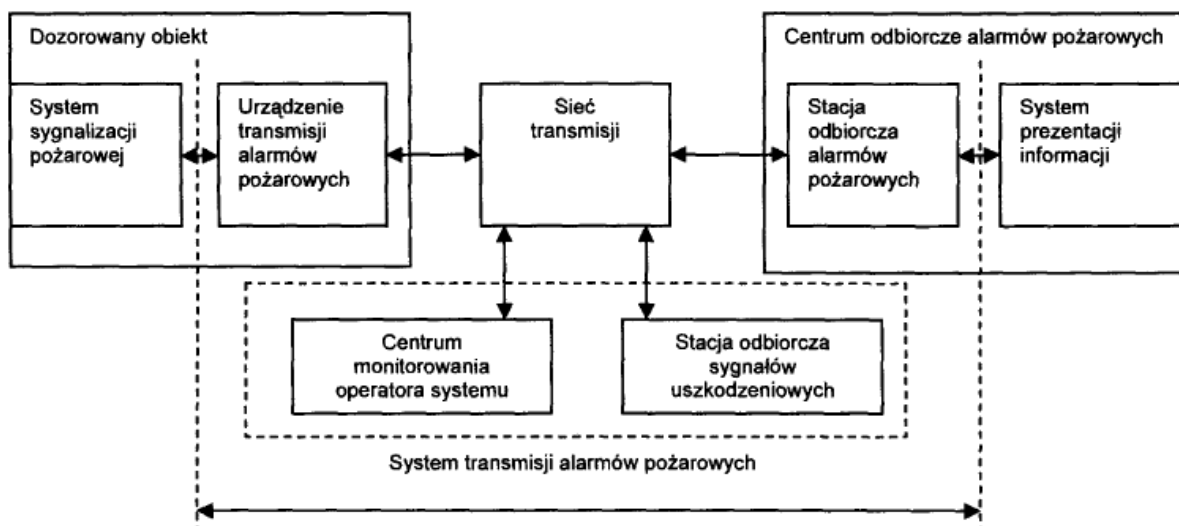 Dozorowany obiekt
System
sygnalizacji
pożarowej
Urządzenie
transmisji
alarmów
pożarowych
Sieć
transmisji
Centrum odbiorcze alarmów pożarowych
Stacja
odbiorcza
alarmów
pożarowych
System
prezentacji
informacji
Centrum
monitorowania
operatora systemu
Stacja odbiorcza
sygnałów
uszkodzeniowych
System transmisji alarmów pożarowych